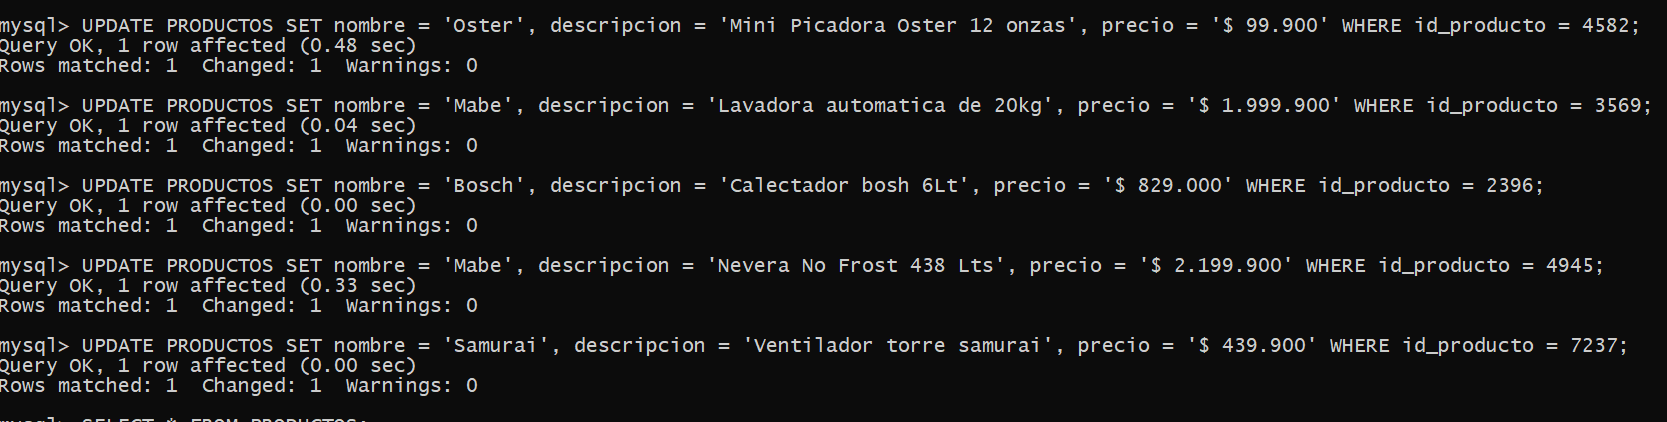 mysql> UPDATE PRODUCTOS SET nombre = 'Oster', descripcion = 'Mini Picadora Oster 12 onzas', precio = '$ 99.900' WHERE id_producto = 4582;
Query OK, 1 row affected (0.48 sec)
Rows matched: 1  Changed: 1  Warnings: 0
mysql> UPDATE PRODUCTOS SET nombre = 'Mabe', descripcion = 'Lavadora automatica de 20kg', precio = '$ 1.999.900' WHERE id_producto = 3569;
Query OK, 1 row affected (0.04 sec)
Rows matched: 1  Changed: 1  Warnings: 0
mysql> UPDATE PRODUCTOS SET nombre = 'Bosch', descripcion = 'Calectador bosh 6Lt', precio = '$ 829.000' WHERE id_producto = 2396;
Query OK, 1 row affected (0.00 sec)
Rows matched: 1  Changed: 1  Warnings: 0
mysql> UPDATE PRODUCTOS SET nombre = 'Mabe', descripcion = 'Nevera No Frost 438 Lts', precio = '$ 2.199.900' WHERE id_producto = 4945;
Query OK, 1 row affected (0.33 sec)
Rows matched: 1  Changed: 1  Warnings: 0
mysql> UPDATE PRODUCTOS SET nombre = 'Samurai', descripcion = 'Ventilador torre samurai', precio = '$ 439.900' WHERE id_producto = 7237;
Query OK, 1 row affected (0.00 sec)
Rows matched: 1  Changed: 1  Warnings: 0
mysql> SELECT * FROM PRODUCTOS;